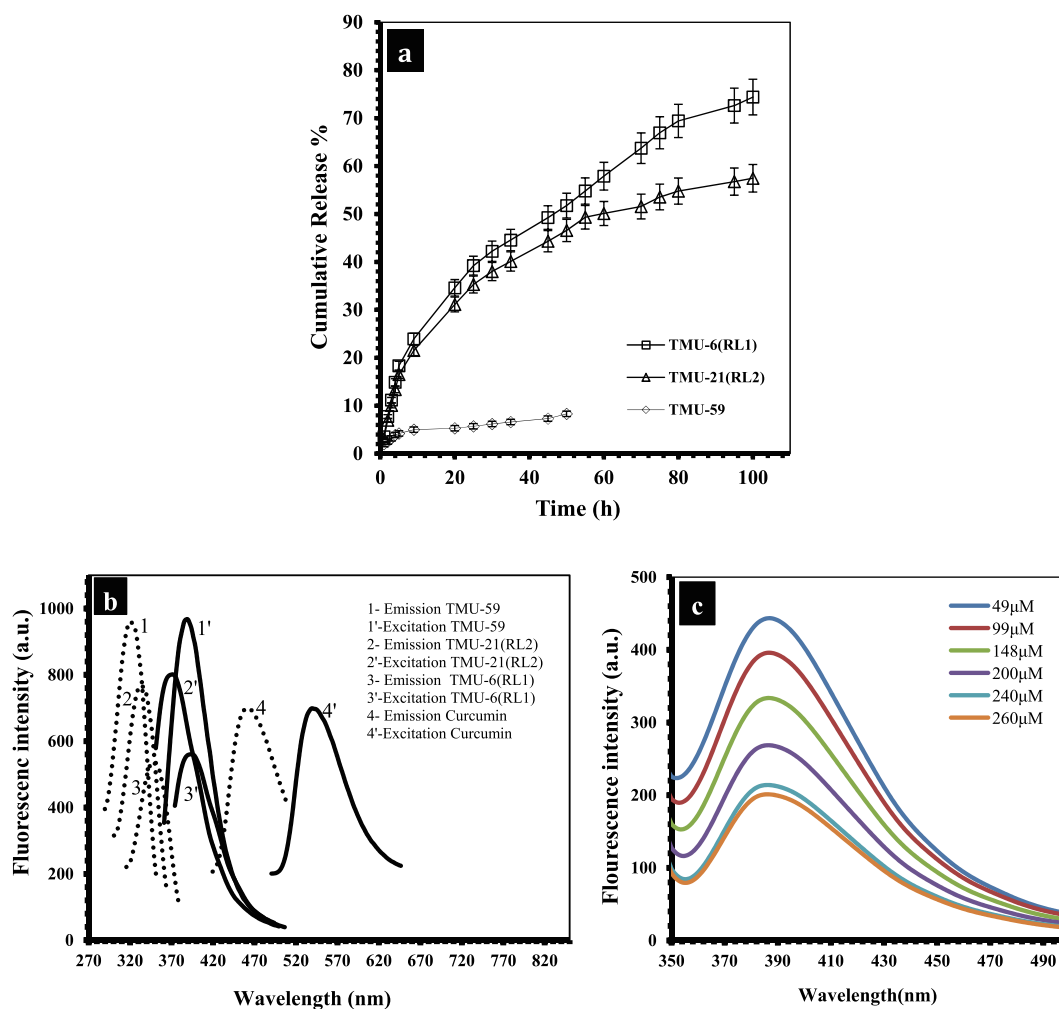 a
90
80
70
60
50
40
30
20
10
0
Cumulative Release %
TMU-6(RL1)
TMU-21(RL2)
TMU-59
0 20 40 60 80 100
Time (h)
b
1000
800
600
400
200
0
Fluorescenc intensity (a.u.)
1
1'
2
2'
3
3'
4
4'
1- Emission TMU-59
1'-Excitation TMU-59
2- Emission TMU-21(RL2)
2'-Excitation TMU-21(RL2)
3- Emission TMU-6(RL1)
3'-Excitation TMU-6(RL1)
4- Emission Curcumin
4'-Excitation Curcumin
270 320 370 420 470 520 570 620 670 720 770 820
Wavelength (nm)
c
500
400
300
200
100
0
Flourescence intensity (a.u.)
49µM
99µM
148µM
200µM
240µM
260µM
350 370 390 410 430 450 470 490
Wavelength(nm)